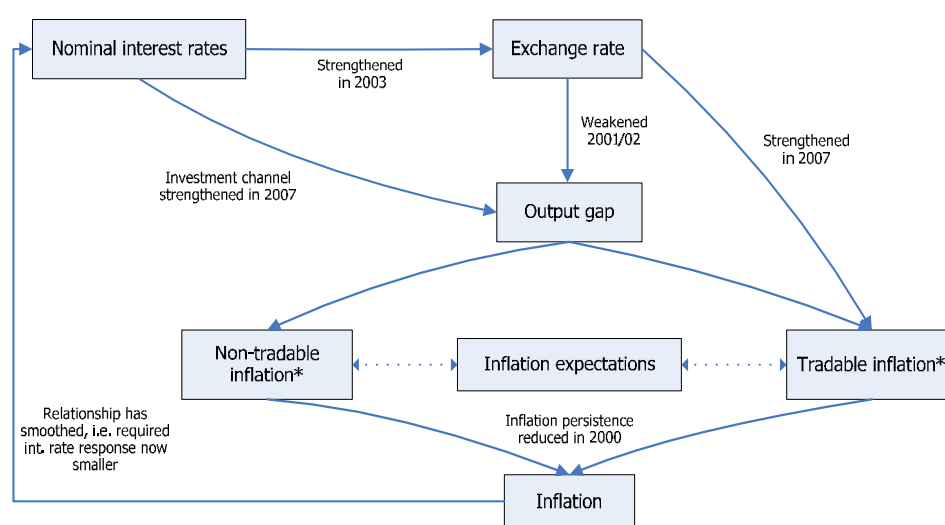 Nominal interest rates
Exchange rate
Strengthened
in 2003
Weakened
2001/02
Strengthened
in 2007
Investment channel
strengthened in 2007
Output gap
Non-tradable
inflation*
Inflation expectations
Tradable inflation*
Relationship has
smoothed, i.e. required
int. rate response now
smaller
Inflation persistence
reduced in 2000
Inflation